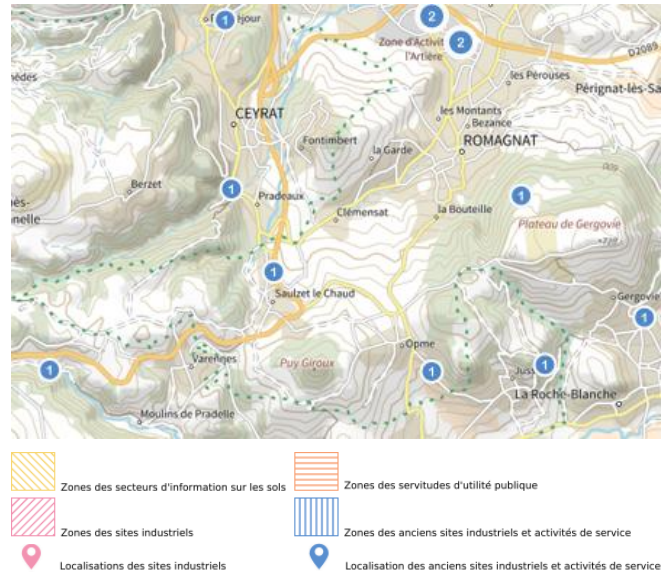 1
2
Zone d'Activit
l'Artière
2
D2089
les Pérouses
Pérignat-lès-Sa
CEYRAT
les Montants
Bezance
Fontimbert
la Garde
ROMAGNAT
Berzet
1
Pradeaux
1
Clémensat
la Bouteille
nelle
Plateau de Gergovie
1
Saulzet le Chaud
Gergovie
1
Opme
Varennes
Puy Giroux
1
1
1
Juss
La Roche-Blanche
Moulins de Pradelle
Zones des secteurs d'information sur les sols
Zones des servitudes d'utilité publique
Zones des sites industriels
Zones des anciens sites industriels et activités de service
Localisations des sites industriels
Localisation des anciens sites industriels et activités de service